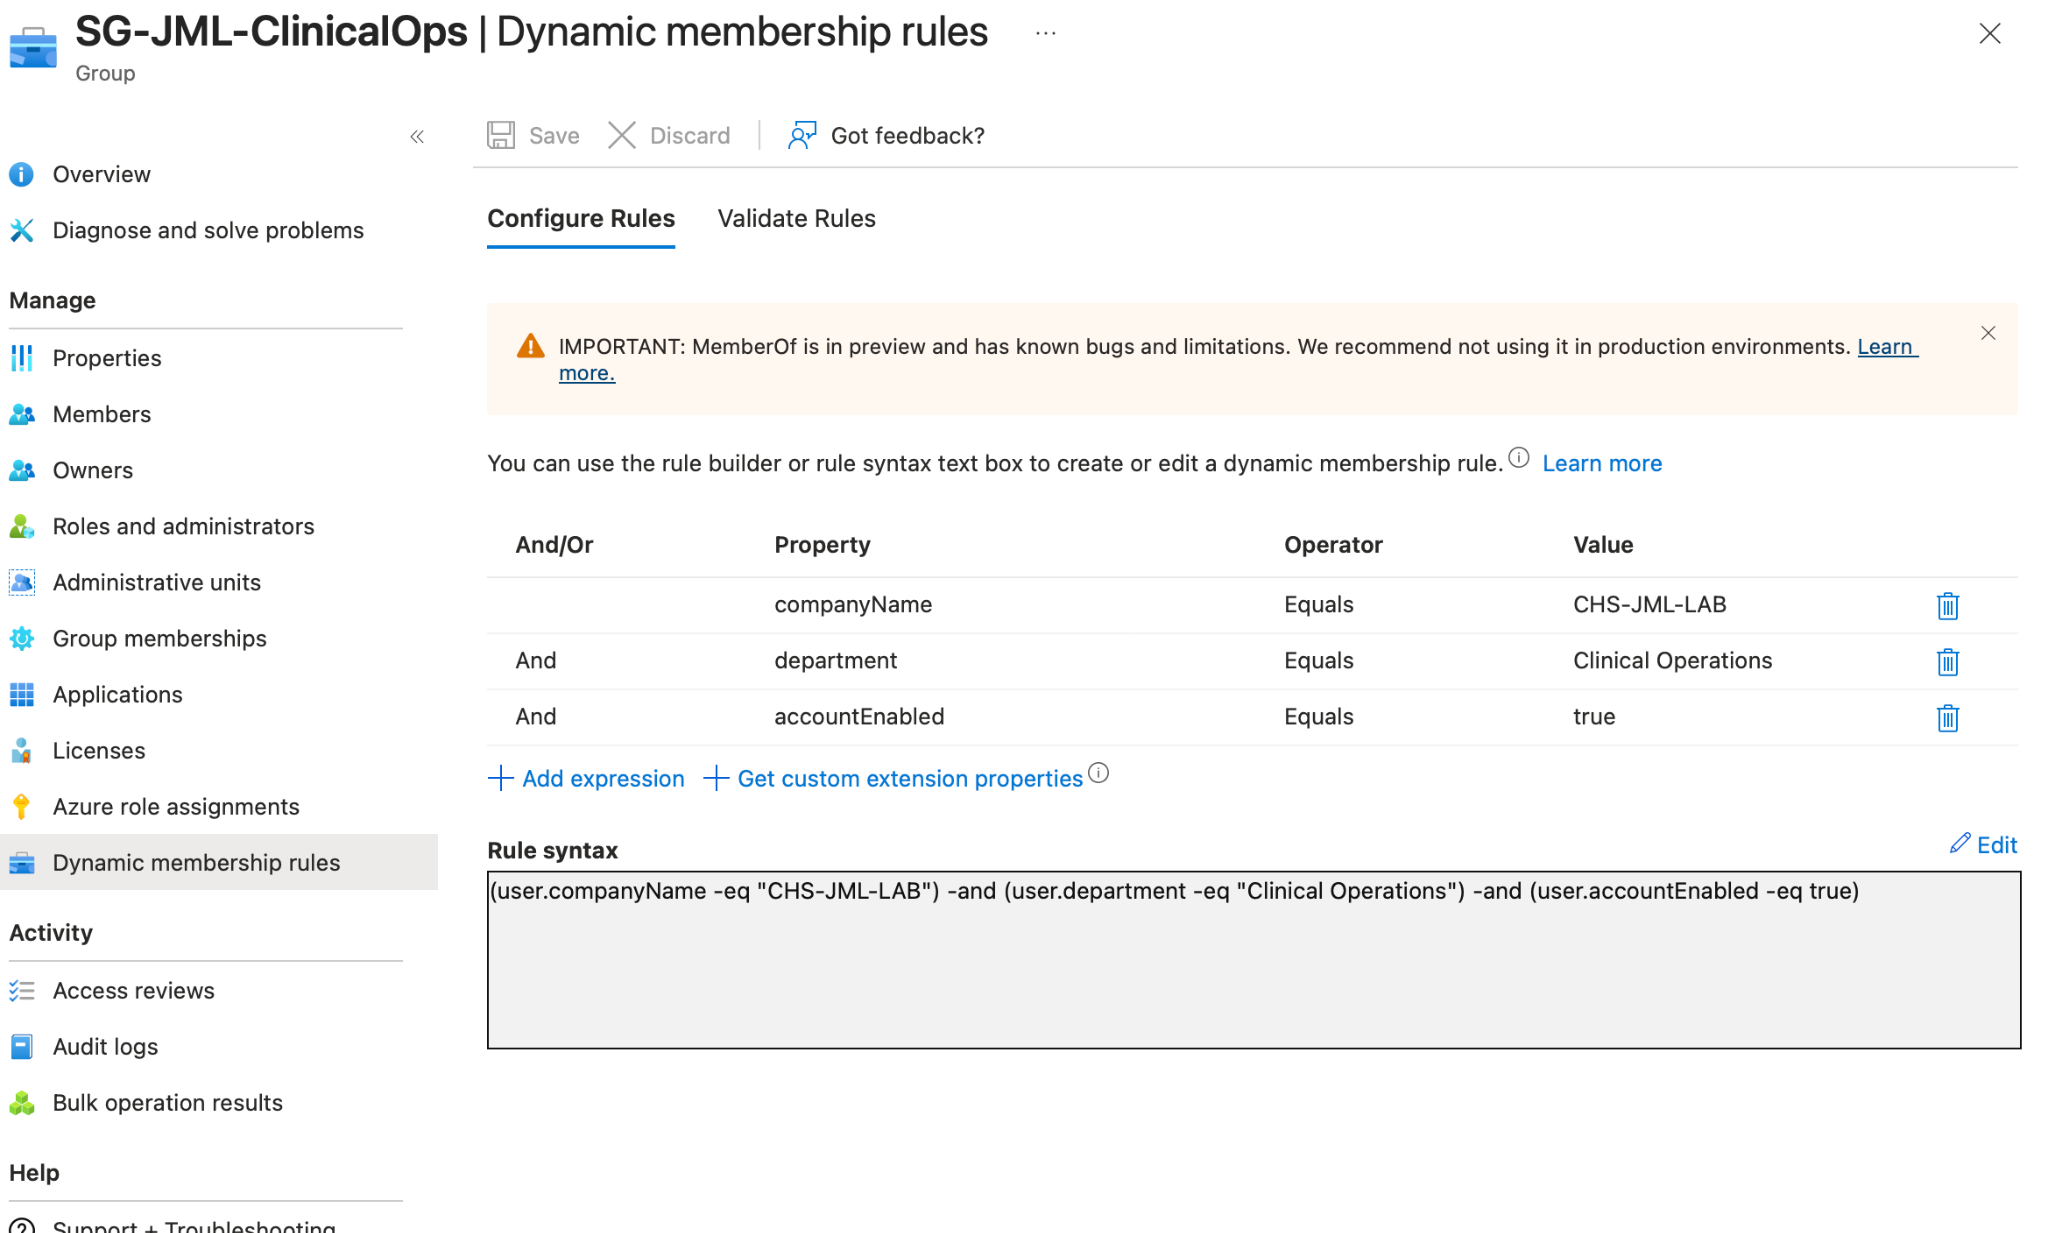 SG-JML-ClinicalOps | Dynamic membership rules ...
Group
Save Discard Got feedback?
Overview
Diagnose and solve problems
Manage
Properties
Members
Owners
Roles and administrators
Administrative units
Group memberships
Applications
Licenses
Azure role assignments
Dynamic membership rules
Activity
Access reviews
Audit logs
Bulk operation results
Help
Support + Troubleshooting
Configure Rules Validate Rules
IMPORTANT: MemberOf is in preview and has known bugs and limitations. We recommend not using it in production environments. Learn
more.
You can use the rule builder or rule syntax text box to create or edit a dynamic membership rule. Learn more
And/Or Property Operator Value
companyName Equals CHS-JML-LAB
And department Equals Clinical Operations
And accountEnabled Equals true
+ Add expression + Get custom extension properties
Rule syntax
Edit
(user.companyName -eq "CHS-JML-LAB") -and (user.department -eq "Clinical Operations") -and (user.accountEnabled -eq true)